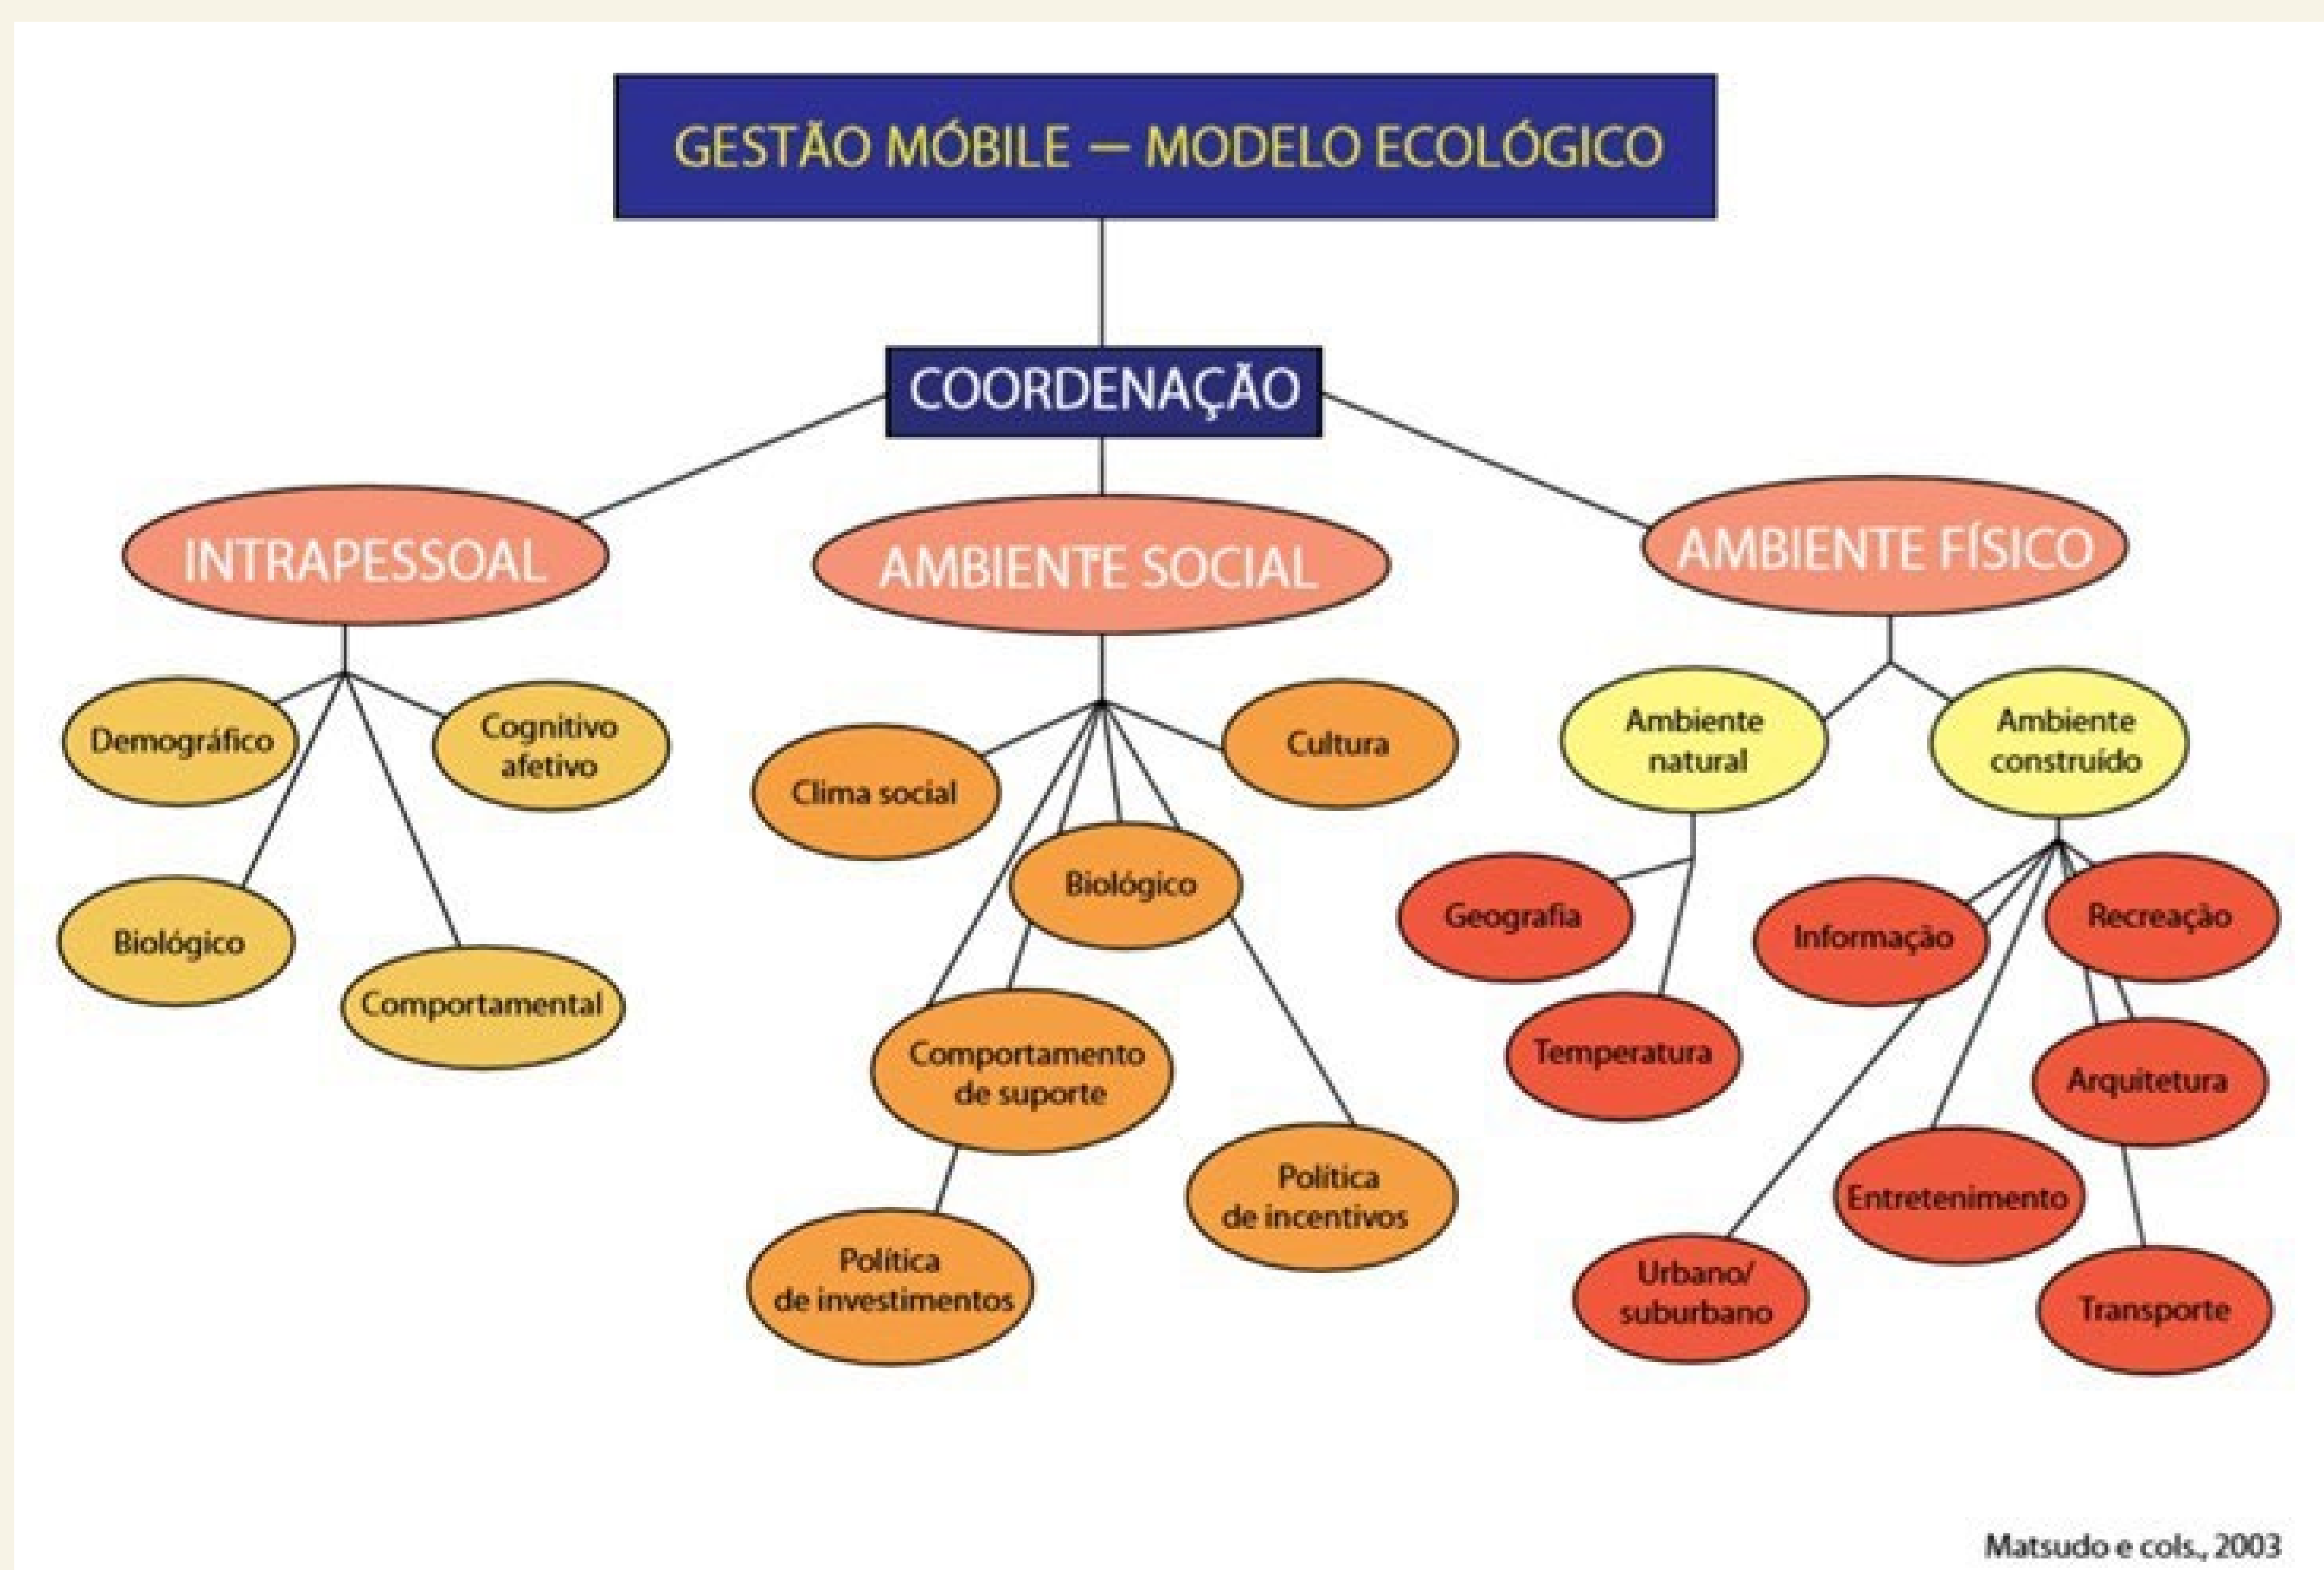 GESTÃO MÓBILE — MODELO ECOLÓGICO
COORDENAÇÃO
INTRAPESSOAL
Demográfico
Cognitivo
afetivo
Biológico
Comportamental
AMBIENTE SOCIAL
Clima social
Cultura
Biológico
Comportamento
de suporte
Política
de incentivos
Política
de investimentos
AMBIENTE FÍSICO
Ambiente
natural
Ambiente
construído
Geografia
Temperatura
Informação
Recreação
Arquitetura
Entretenimento
Urbano/
suburbano
Transporte
Matsudo e cols., 2003